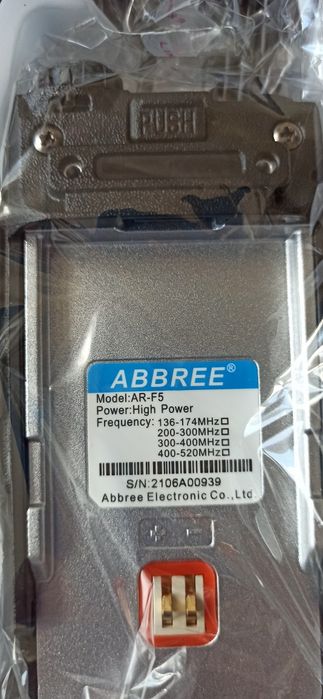 PUSH
ABBREE®
Model:AR-F5
Power:High Power
Frequency: 136-174MHz□
200-300MHz□
300-400MHz□
400-520MHz□
S/N:2106A00939
Abbree Electronic Co.,Ltd
+ -